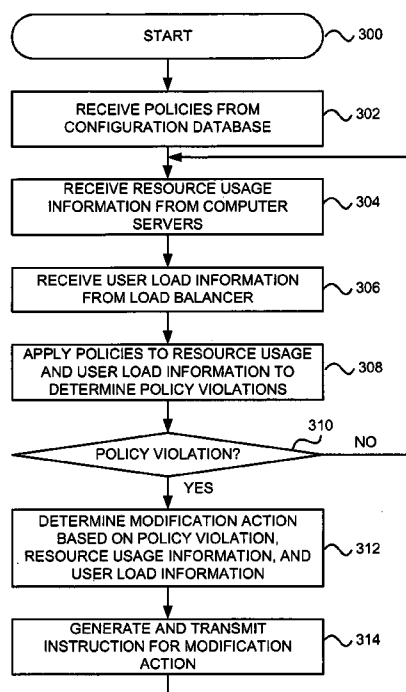 START
300
RECEIVE POLICIES FROM
CONFIGURATION DATABASE
302
RECEIVE RESOURCE USAGE
INFORMATION FROM COMPUTER
SERVERS
304
RECEIVE USER LOAD INFORMATION
FROM LOAD BALANCER
306
APPLY POLICIES TO RESOURCE USAGE
AND USER LOAD INFORMATION TO
DETERMINE POLICY VIOLATIONS
308
310
POLICY VIOLATION?
NO
YES
DETERMINE MODIFICATION ACTION
BASED ON POLICY VIOLATION,
RESOURCE USAGE INFORMATION, AND
USER LOAD INFORMATION
312
GENERATE AND TRANSMIT
INSTRUCTION FOR MODIFICATION
ACTION
314